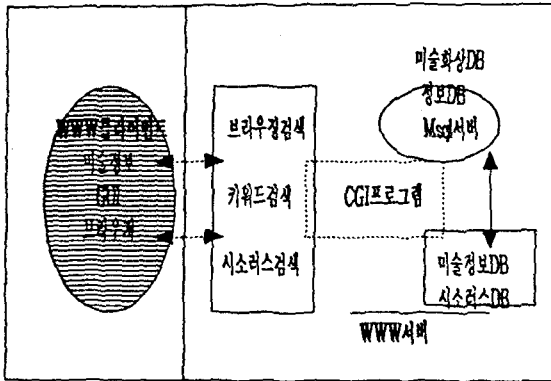 WWW클라이언트
미술정보
GUI
브라우저
브라우징검색
키워드검색
시소러스검색
CGI프로그램
미술화상DB
정보DB
Msql서버
미술정보DB
시소러스DB
WWW서버